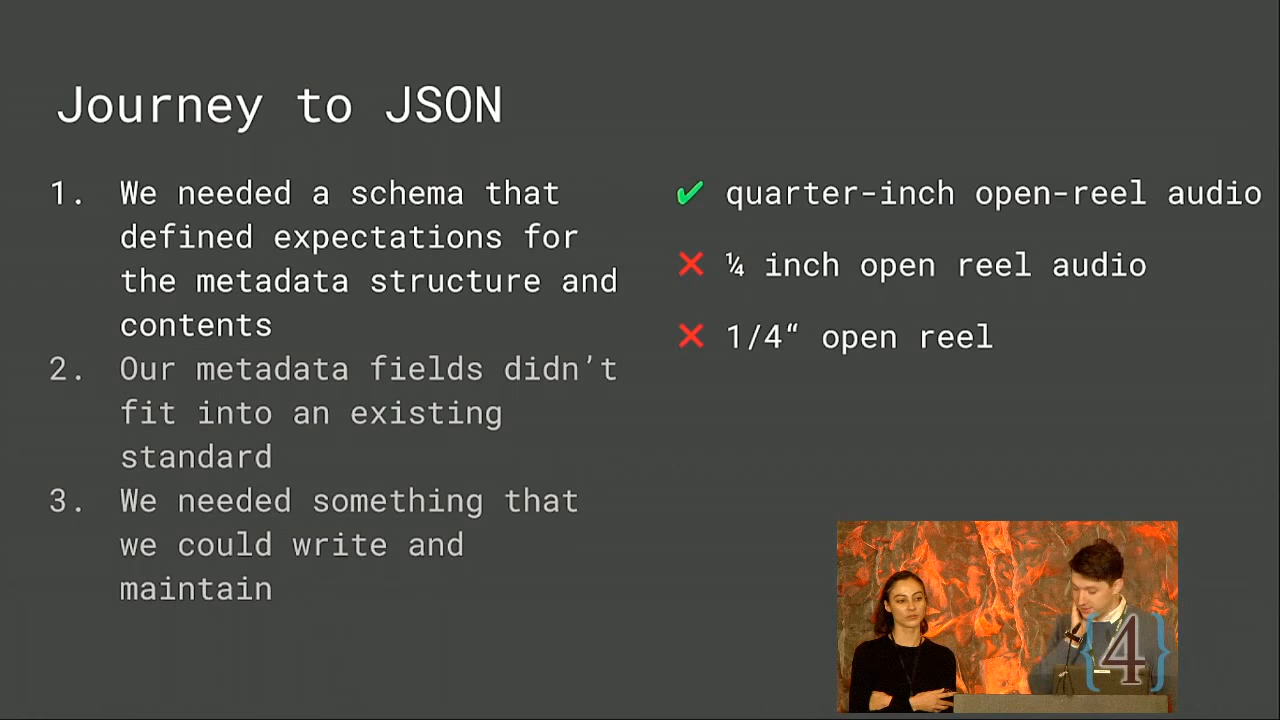 Journey to JSON
1. We needed a schema that
defined expectations for
the metadata structure and
contents
2. Our metadata fields didn’t
fit into an existing
standard
3. We needed something that
we could write and
maintain
✔ quarter-inch open-reel audio
❌ ¼ inch open reel audio
❌ 1/4“ open reel
{4}